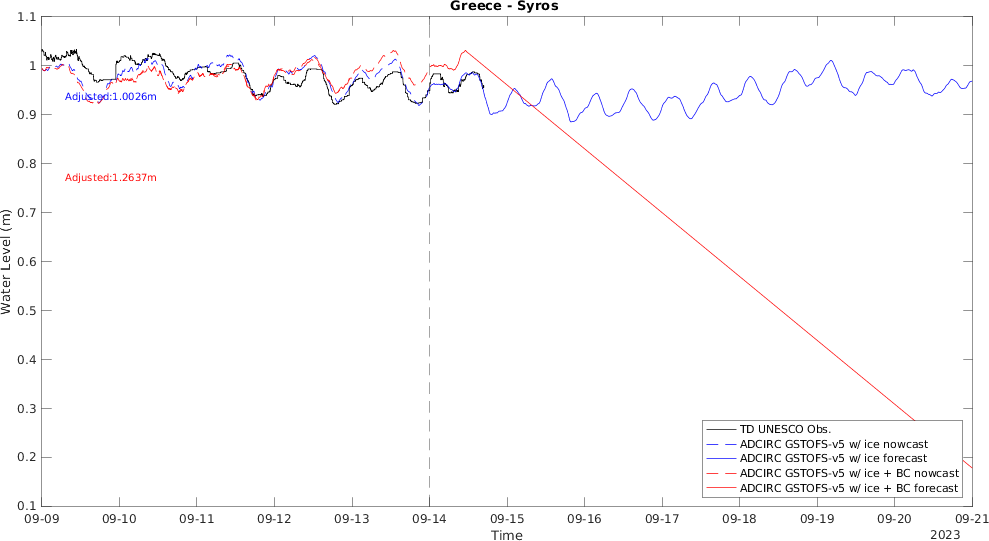 Greece - Syros
1.1
1
0.9
0.8
0.7
0.6
0.5
0.4
0.3
0.2
0.1
Water Level (m)
Adjusted:1.0026m
Adjusted:1.2637m
TD UNESCO Obs.
ADCIRC GSTOFS-v5 w/ ice nowcast
ADCIRC GSTOFS-v5 w/ ice forecast
ADCIRC GSTOFS-v5 w/ ice + BC nowcast
ADCIRC GSTOFS-v5 w/ ice + BC forecast
09-09 09-10 09-11 09-12 09-13 09-14 09-15 09-16 09-17 09-18 09-19 09-20 09-21
Time
2023